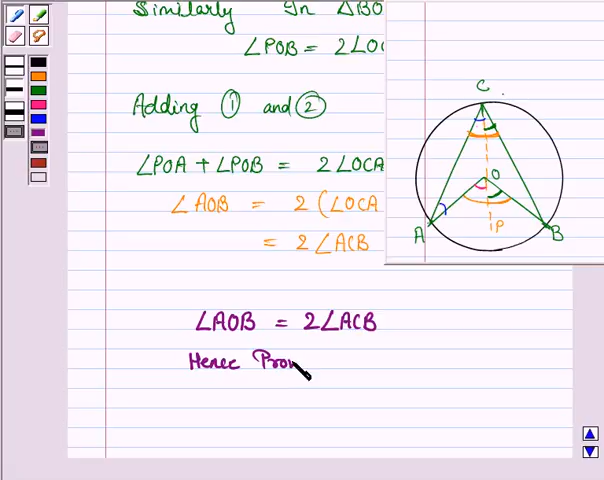 Similarly In ΔBO
∠POB = 2∠OC
Adding ① and ②
∠POA + ∠POB = 2∠OCA
∠AOB = 2 (∠OCA
= 2 ∠ACB
∠AOB = 2∠ACB
Hence Prov
C
O
A
P
B